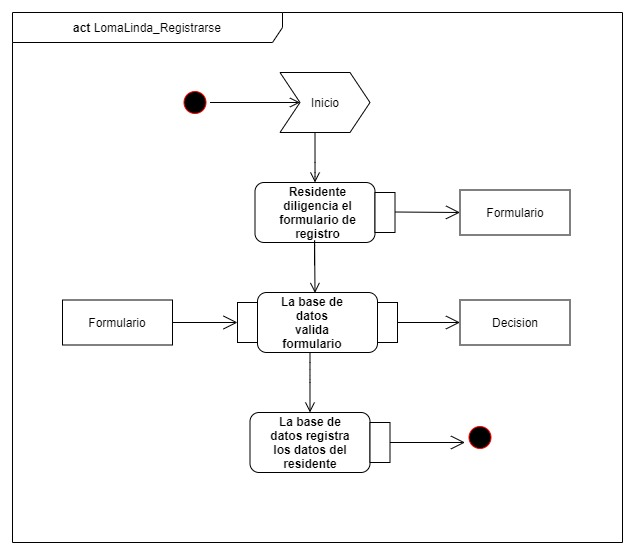 act LomaLinda_Registrarse
Inicio
Residente
diligencia el
formulario de
registro
Formulario
Formulario
La base de
datos
valida
formulario
Decision
La base de
datos registra
los datos del
residente